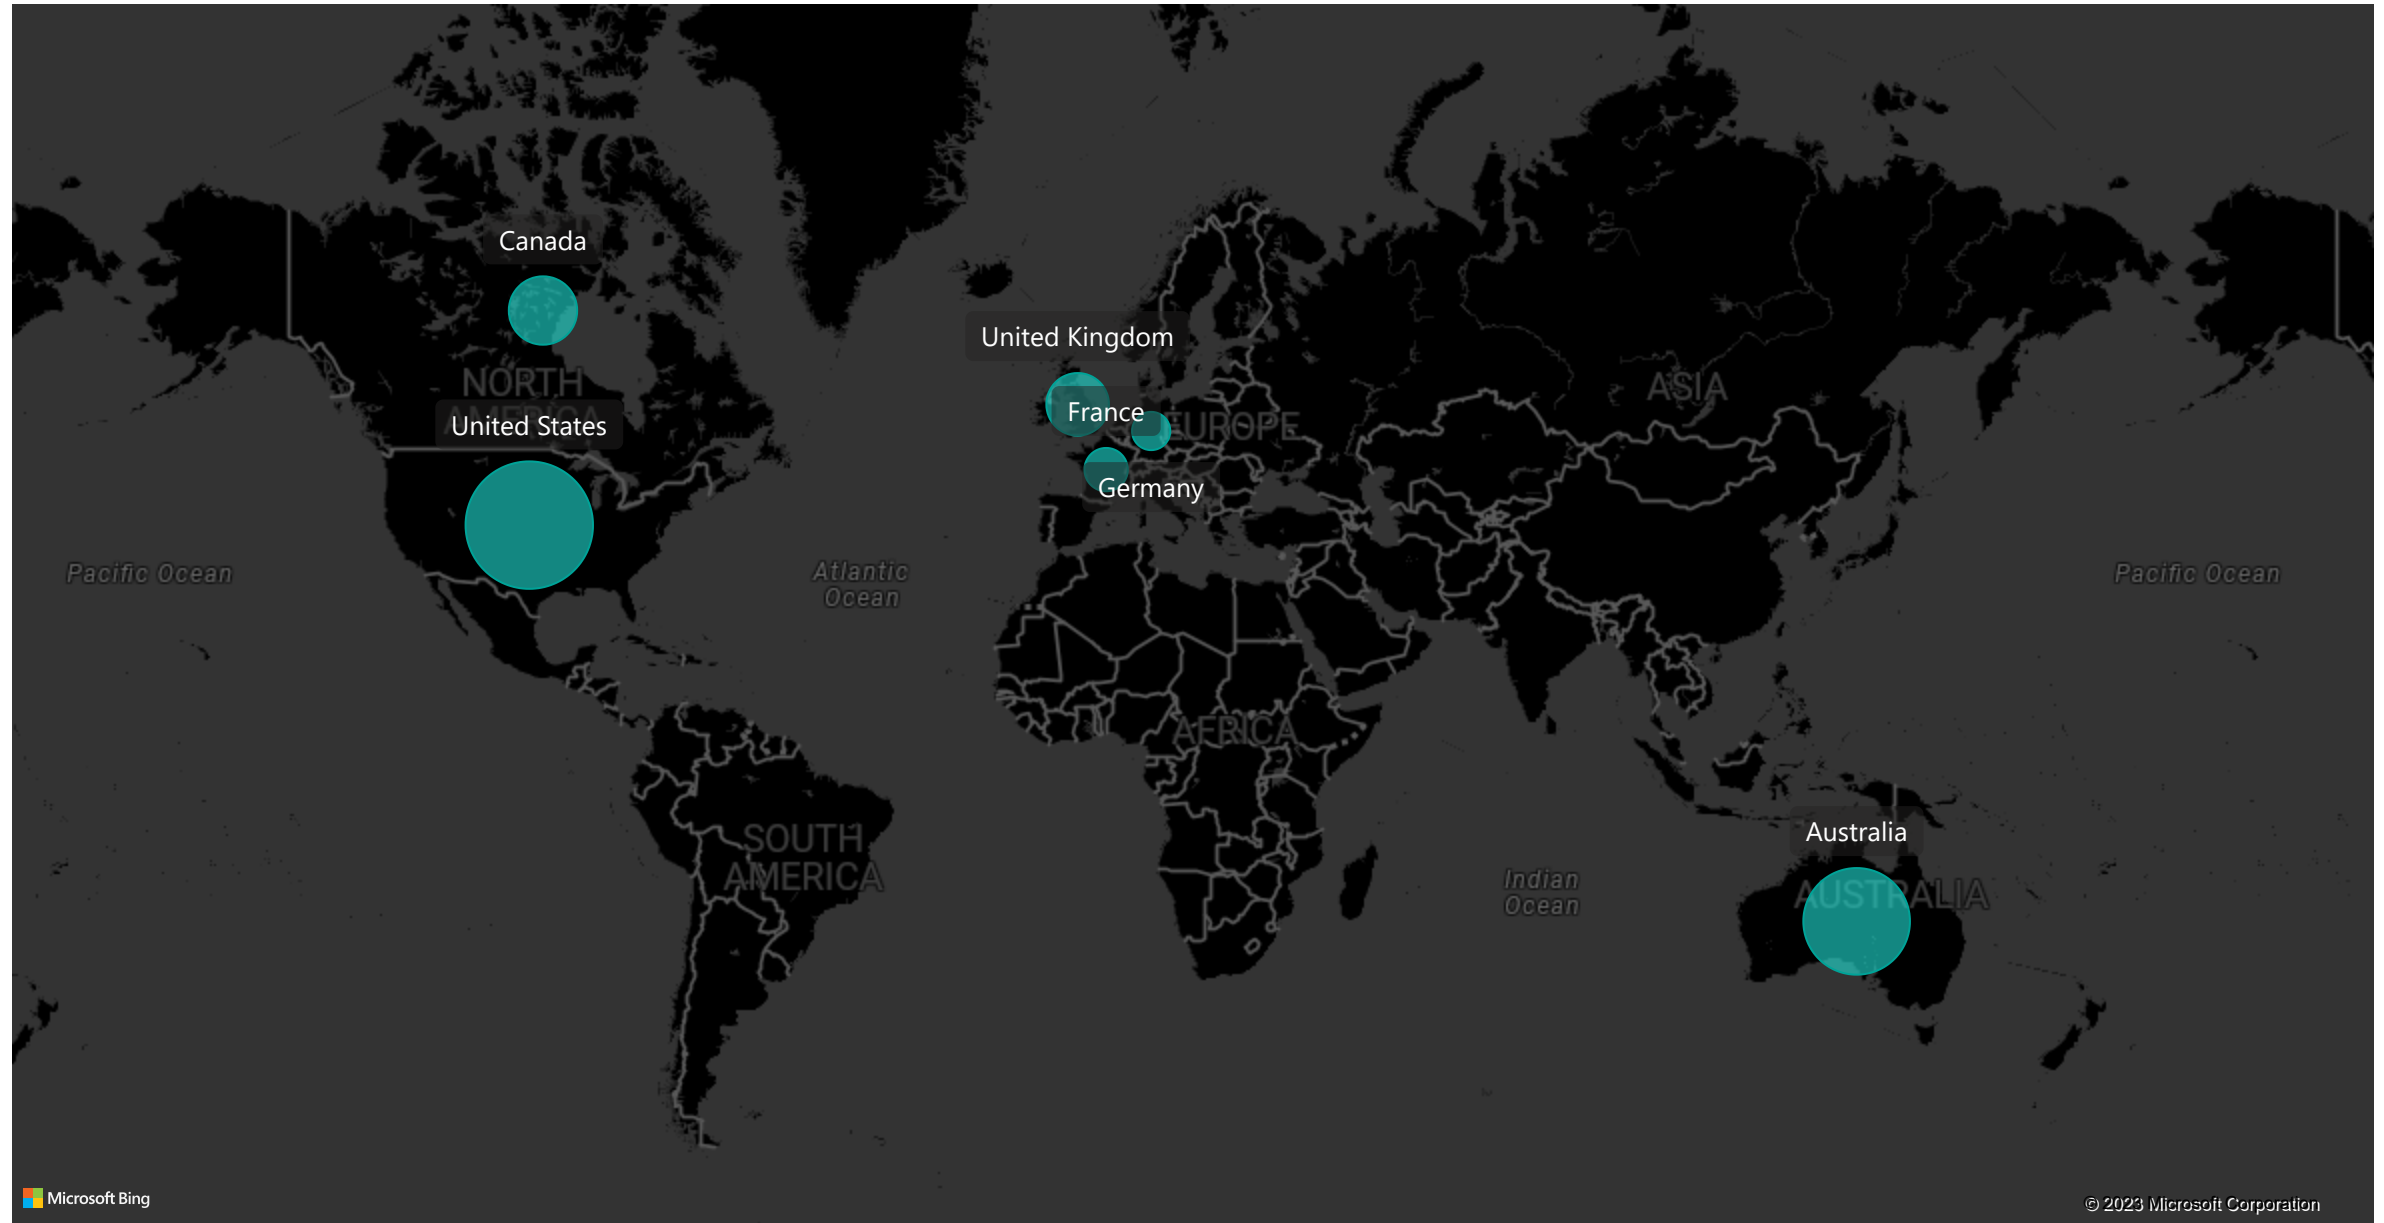 Canada
United Kingdom
NORTH
AMERICA
United States
ASIA
France
EUROPE
Germany
Pacific Ocean
Atlantic
Ocean
Pacific Ocean
AFRICA
SOUTH
AMERICA
Australia
AUSTRALIA
Indian
Ocean
Microsoft Bing
© 2023 Microsoft Corporation